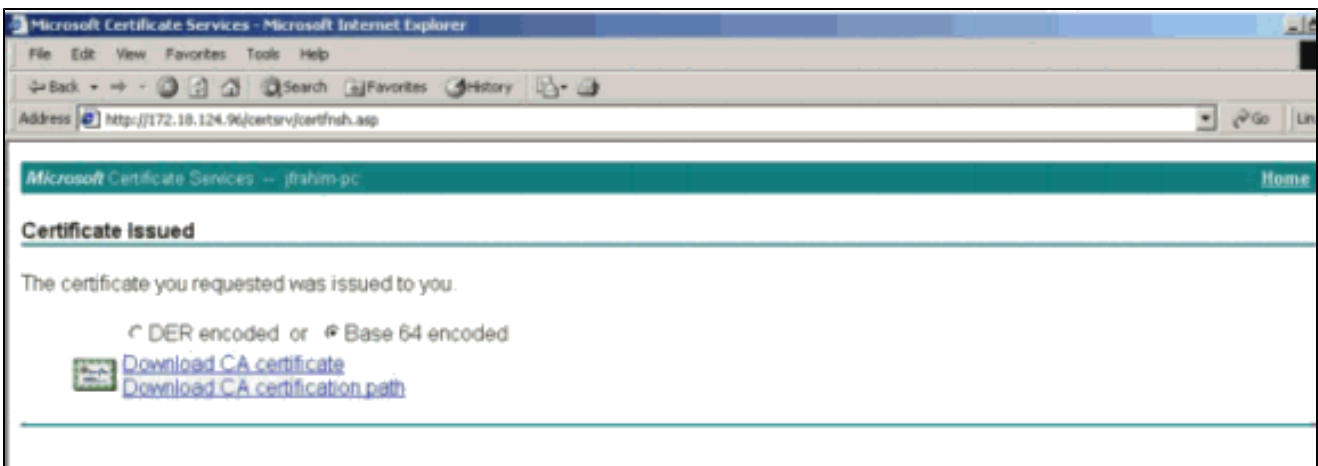 Microsoft Certificate Services - Microsoft Internet Explorer
File Edit View Favorites Tools Help
Back Search Favorites History
Address http://172.18.124.96/certsrv/certfnsh.asp Go
Microsoft Certificate Services -- jfrahim-pc Home
Certificate Issued
The certificate you requested was issued to you.
DER encoded or Base 64 encoded
Download CA certificate
Download CA certification path